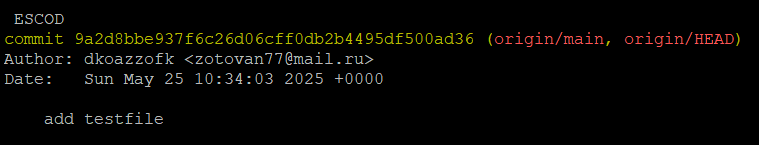 ESCOD
commit 9a2d8bbe937f6c26d06cff0db2b4495df500ad36 (origin/main, origin/HEAD)
Author: dkoazzofk <zotovan77@mail.ru>
Date:   Sun May 25 10:34:03 2025 +0000
add testfile